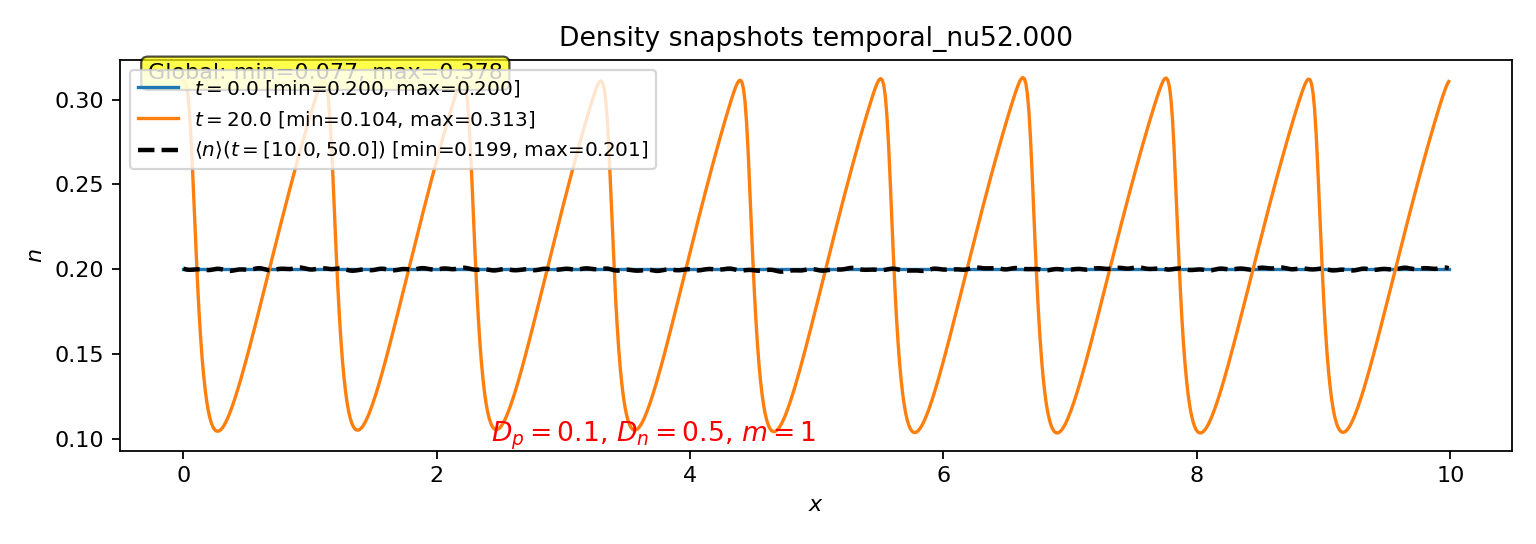 Density snapshots temporal_nu52.000
Global: min=0.077, max=0.378
t = 0.0 [min=0.200, max=0.200]
t = 20.0 [min=0.104, max=0.313]
⟨n⟩(t = [10.0, 50.0]) [min=0.199, max=0.201]
0.30
0.25
0.20
0.15
0.10
n
D_p = 0.1, D_n = 0.5, m = 1
0 2 4 6 8 10
x